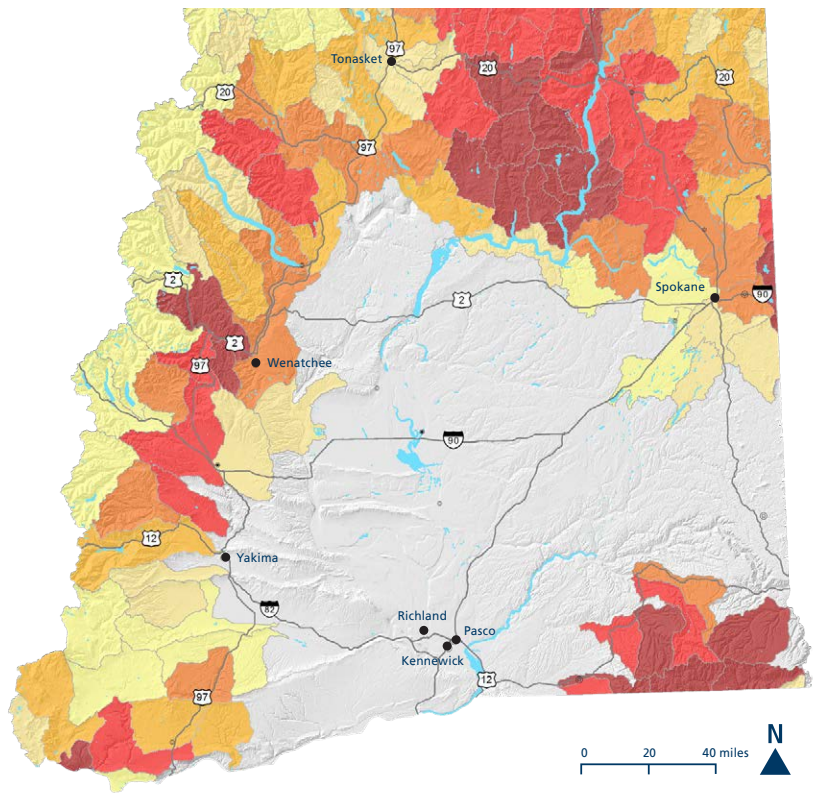 97
Tonasket
20
20
20
97
2
Spokane
90
2
2
Wenatchee
97
90
12
Yakima
82
Richland
Pasco
Kennewick
12
97
N
0 20 40 miles